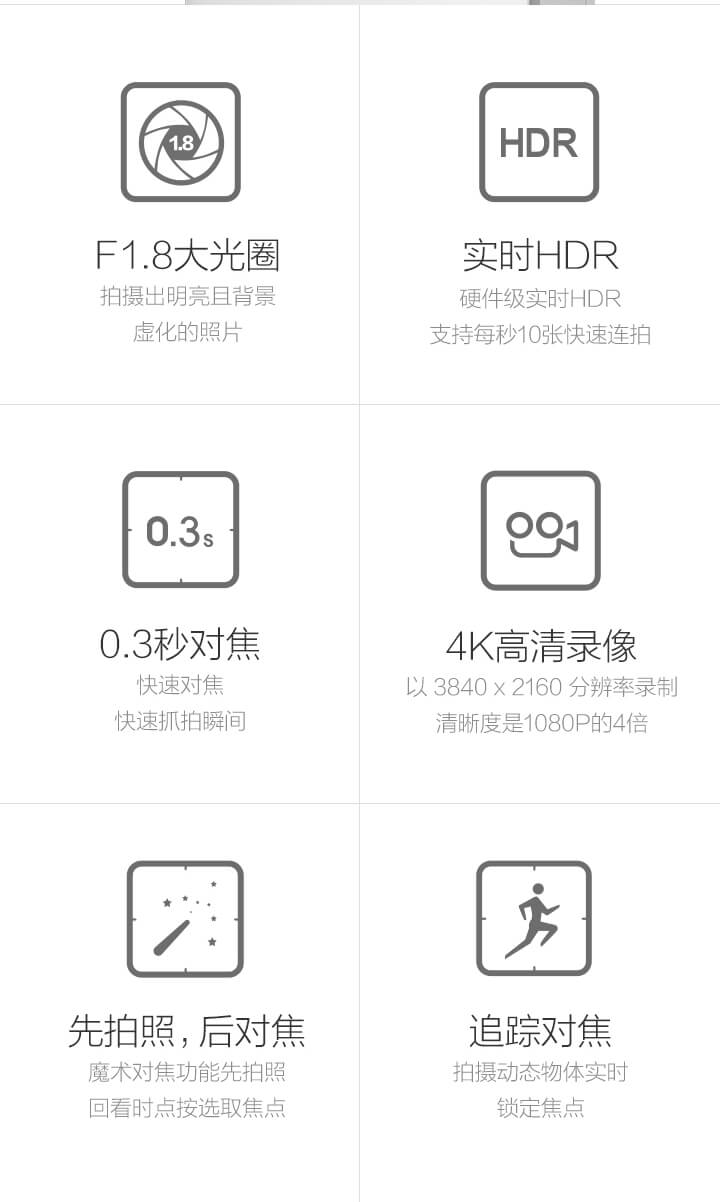 1.8
HDR
F1.8大光圈
实时HDR
拍摄出明亮且背景
虚化的照片
硬件级实时HDR
支持每秒10张快速连拍
0.3s
0.3秒对焦
4K高清录像
快速对焦
快速抓拍瞬间
以 3840 x 2160 分辨率录制
清晰度是1080P的4倍
先拍照,后对焦
追踪对焦
魔术对焦功能先拍照
回看时点按选取焦点
拍摄动态物体实时
锁定焦点